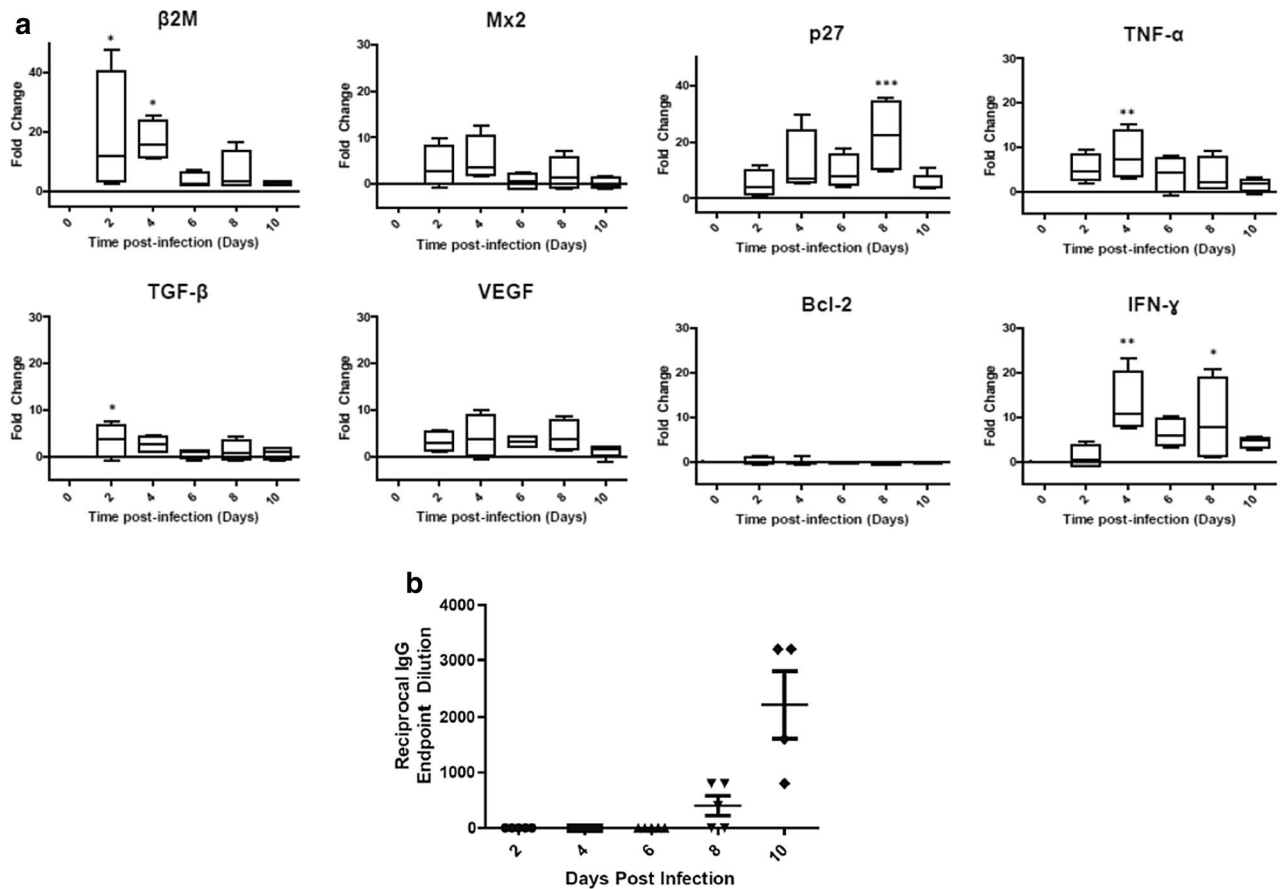 a
β2M
Fold Change
40
20
0
*
*
0 2 4 6 8 10
Time post-infection (Days)
Mx2
Fold Change
30
20
10
0
0 2 4 6 8 10
Time post-infection (Days)
p27
Fold Change
40
20
0
***
0 2 4 6 8 10
Time post-infection (Days)
TNF-α
Fold Change
30
20
10
0
**
0 2 4 6 8 10
Time post-infection (Days)
TGF-β
Fold Change
30
20
10
0
*
0 2 4 6 8 10
Time post-infection (Days)
VEGF
Fold Change
30
20
10
0
0 2 4 6 8 10
Time post-infection (Days)
Bcl-2
Fold Change
30
20
10
0
0 2 4 6 8 10
Time post-infection (Days)
IFN-ɣ
Fold Change
30
20
10
0
**
*
0 2 4 6 8 10
Time post-infection (Days)
b
Reciprocal IgG
Endpoint Dilution
4000
3000
2000
1000
0
2 4 6 8 10
Days Post Infection